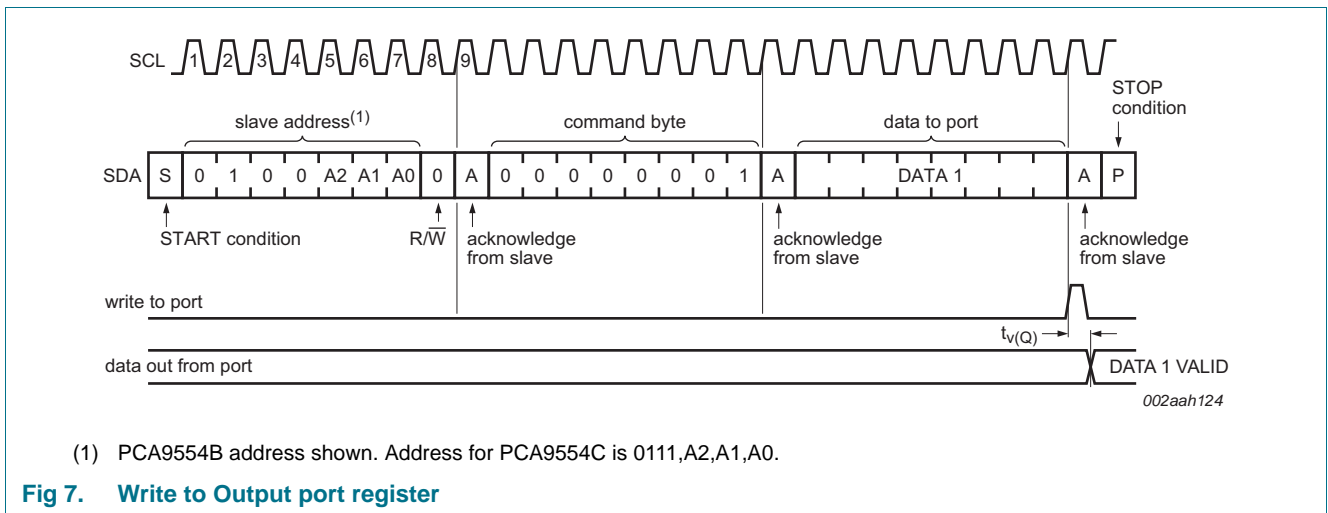 SCL 1 2 3 4 5 6 7 8 9
STOP
condition
slave address(1) command byte data to port
SDA S 0 1 0 0 A2 A1 A0 0 A 0 0 0 0 0 0 0 1 A DATA 1 A P
START condition R/W̅ acknowledge from slave acknowledge from slave acknowledge from slave
write to port
tv(Q)
data out from port DATA 1 VALID
002aah124
(1) PCA9554B address shown. Address for PCA9554C is 0111,A2,A1,A0.
Fig 7. Write to Output port register